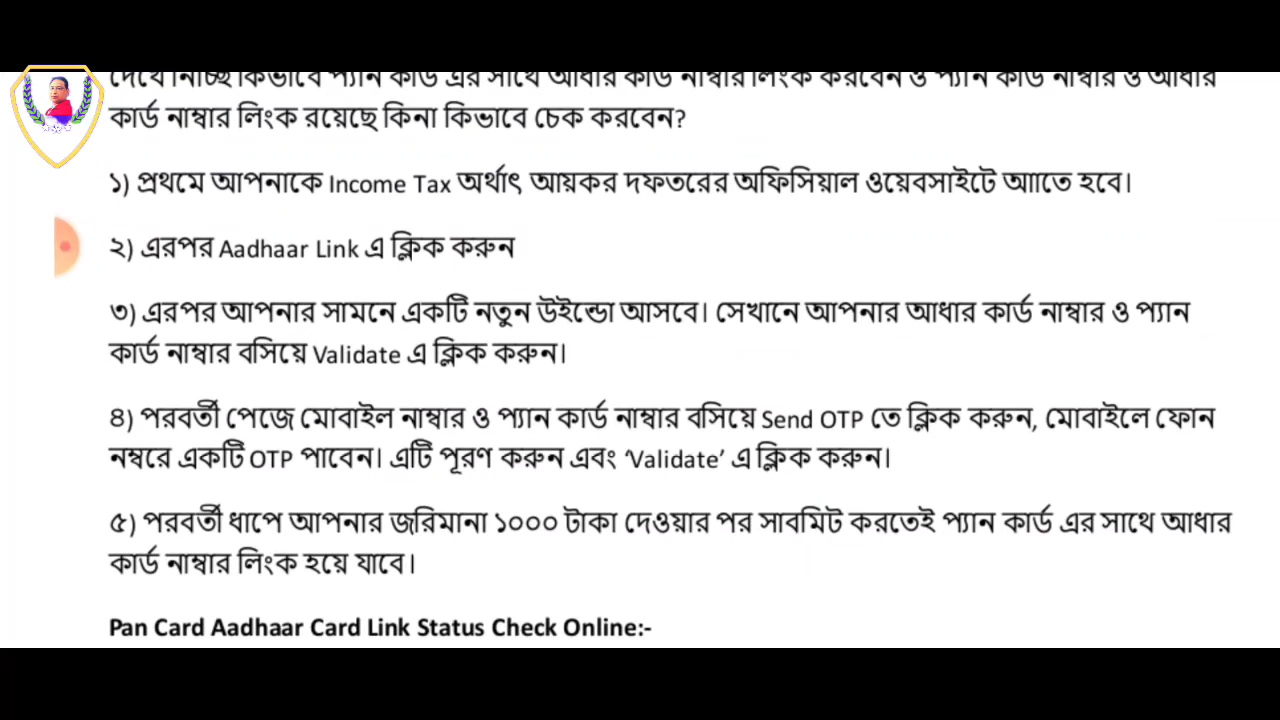 দেখে নিচ্ছি কিভাবে প্যান কার্ড এর সাথে আধার কার্ড নাম্বার লিংক করবেন ও প্যান কার্ড নাম্বার ও আধার
কার্ড নাম্বার লিংক রয়েছে কিনা কিভাবে চেক করবেন?
১) প্রথমে আপনাকে Income Tax অর্থাৎ আয়কর দফতরের অফিসিয়াল ওয়েবসাইটে আাতে হবে।
২) এরপর Aadhaar Link এ ক্লিক করুন
৩) এরপর আপনার সামনে একটি নতুন উইন্ডো আসবে। সেখানে আপনার আধার কার্ড নাম্বার ও প্যান
কার্ড নাম্বার বসিয়ে Validate এ ক্লিক করুন।
৪) পরবর্তী পেজে মোবাইল নাম্বার ও প্যান কার্ড নাম্বার বসিয়ে Send OTP তে ক্লিক করুন, মোবাইলে ফোন
নম্বরে একটি OTP পাবেন। এটি পূরণ করুন এবং ‘Validate’ এ ক্লিক করুন।
৫) পরবর্তী ধাপে আপনার জরিমানা ১০০০ টাকা দেওয়ার পর সাবমিট করতেই প্যান কার্ড এর সাথে আধার
কার্ড নাম্বার লিংক হয়ে যাবে।
Pan Card Aadhaar Card Link Status Check Online:-